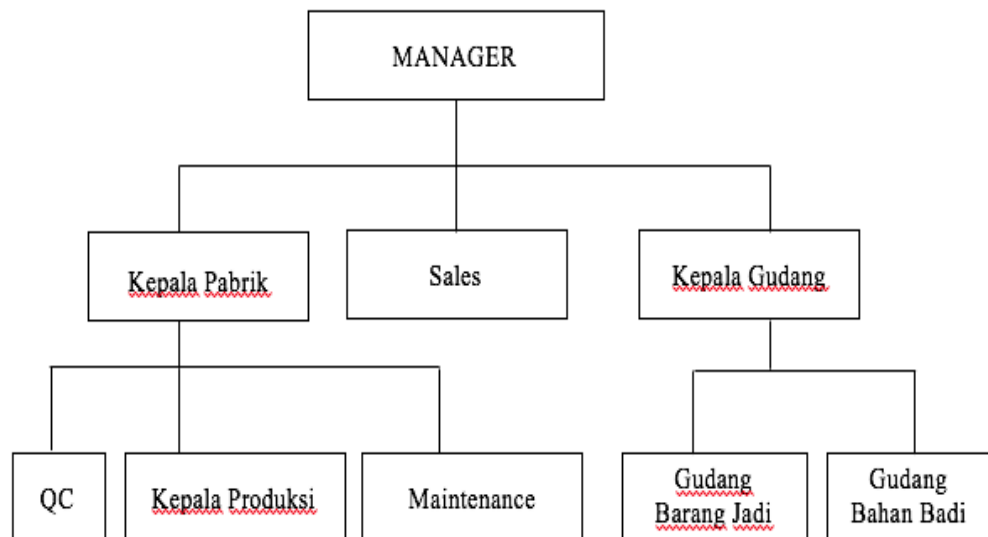 MANAGER
Kepala Pabrik
Sales
Kepala Gudang
QC
Kepala Produksi
Maintenance
Gudang
Barang Jadi
Gudang
Bahan Badi